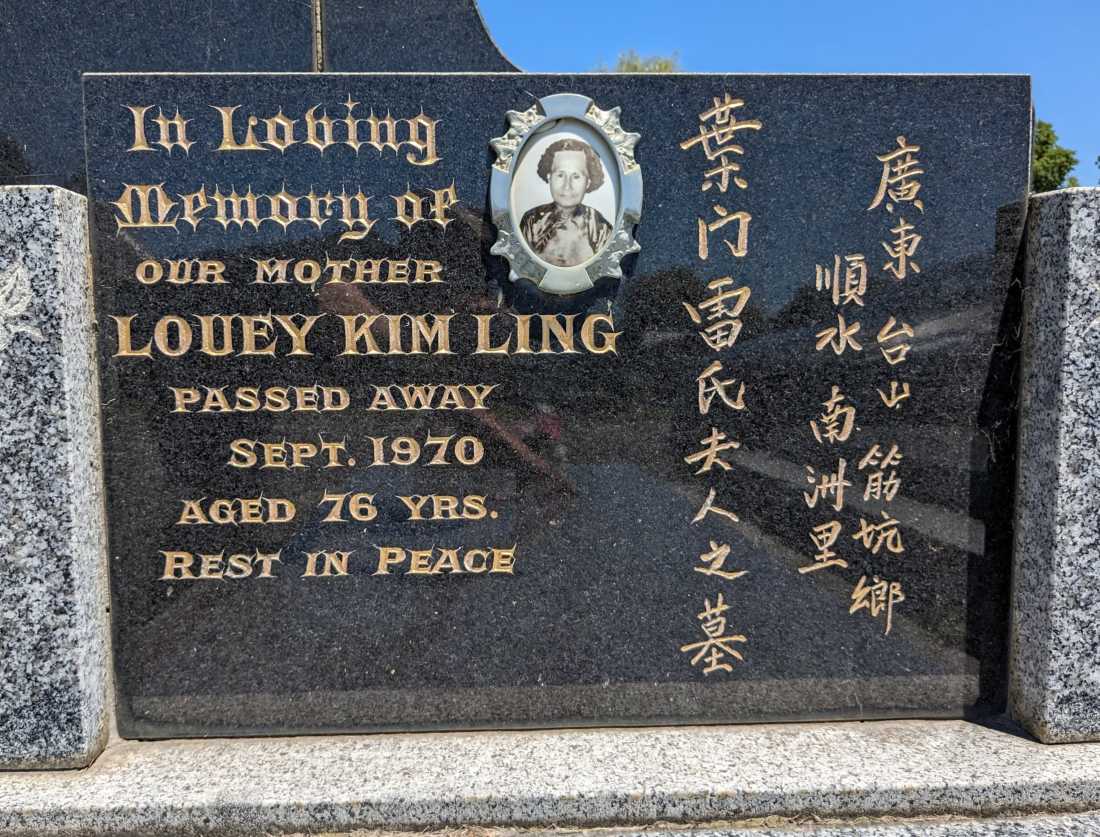 In Loving
Memory of
OUR MOTHER
LOUEY KIM LING
PASSED AWAY
SEPT. 1970
AGED 76 YRS.
REST IN PEACE
廣東台山筋坑鄉
順水南洲里
葉门雷氏夫人之墓